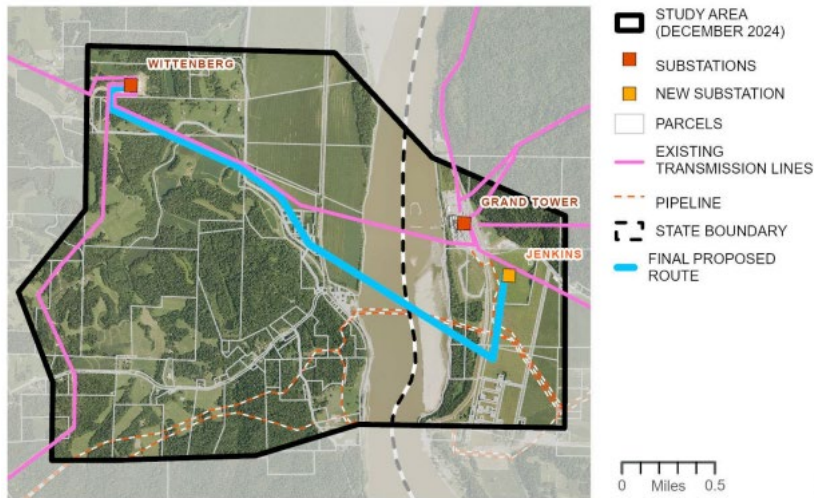 WITTENBERG
GRAND TOWER
JENKINS
STUDY AREA
(DECEMBER 2024)
SUBSTATIONS
NEW SUBSTATION
PARCELS
EXISTING
TRANSMISSION LINES
PIPELINE
STATE BOUNDARY
FINAL PROPOSED
ROUTE
0 Miles 0.5